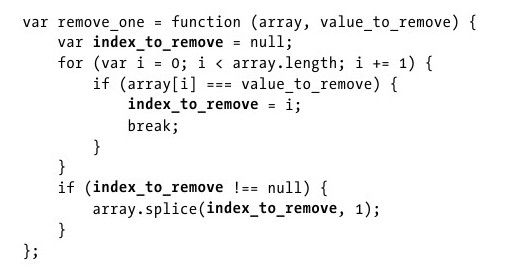 var remove_one = function (array, value_to_remove) {
    var index_to_remove = null;
    for (var i = 0; i < array.length; i += 1) {
        if (array[i] === value_to_remove) {
            index_to_remove = i;
            break;
        }
    }
    if (index_to_remove !== null) {
        array.splice(index_to_remove, 1);
    }
};